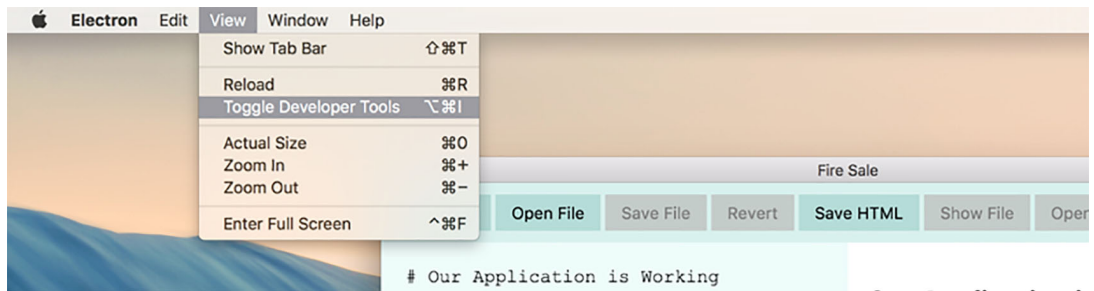 Electron Edit View Window Help
Show Tab Bar ⇧⌘T
Reload ⌘R
Toggle Developer Tools ⌥⌘I
Actual Size ⌘0
Zoom In ⌘+
Zoom Out ⌘-
Enter Full Screen ^⌘F
Fire Sale
Open File Save File Revert Save HTML Show File Open
# Our Application is Working